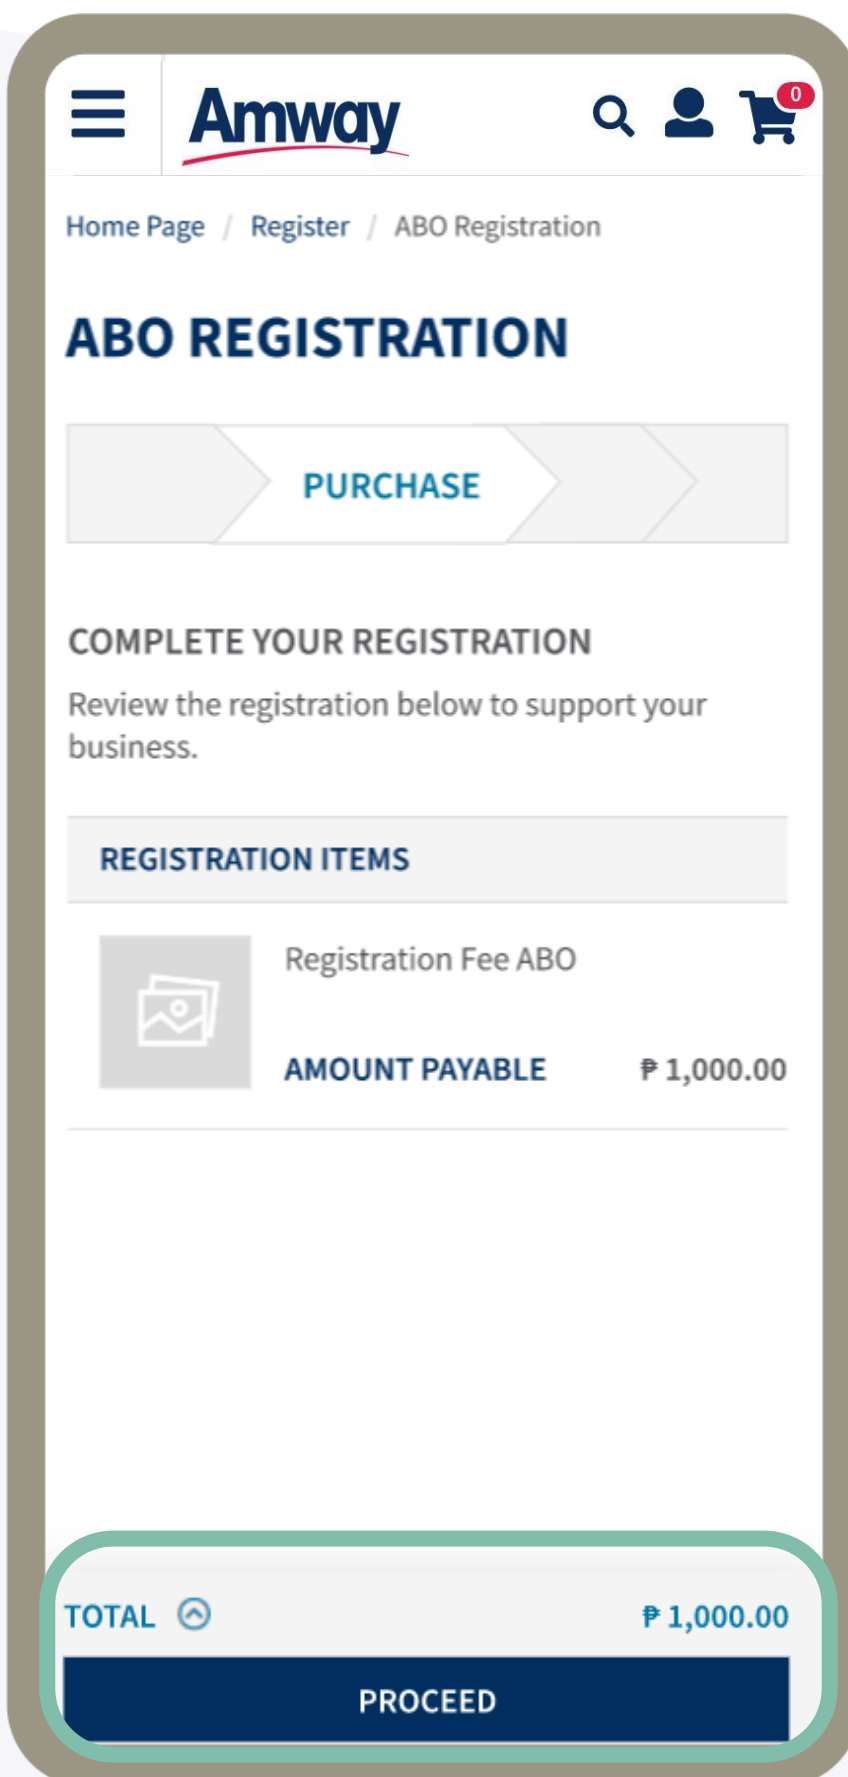 Amway
0
Home Page / Register / ABO Registration
ABO REGISTRATION
PURCHASE
COMPLETE YOUR REGISTRATION
Review the registration below to support your
business.
REGISTRATION ITEMS
Registration Fee ABO
AMOUNT PAYABLE ₱ 1,000.00
TOTAL ₱ 1,000.00
PROCEED